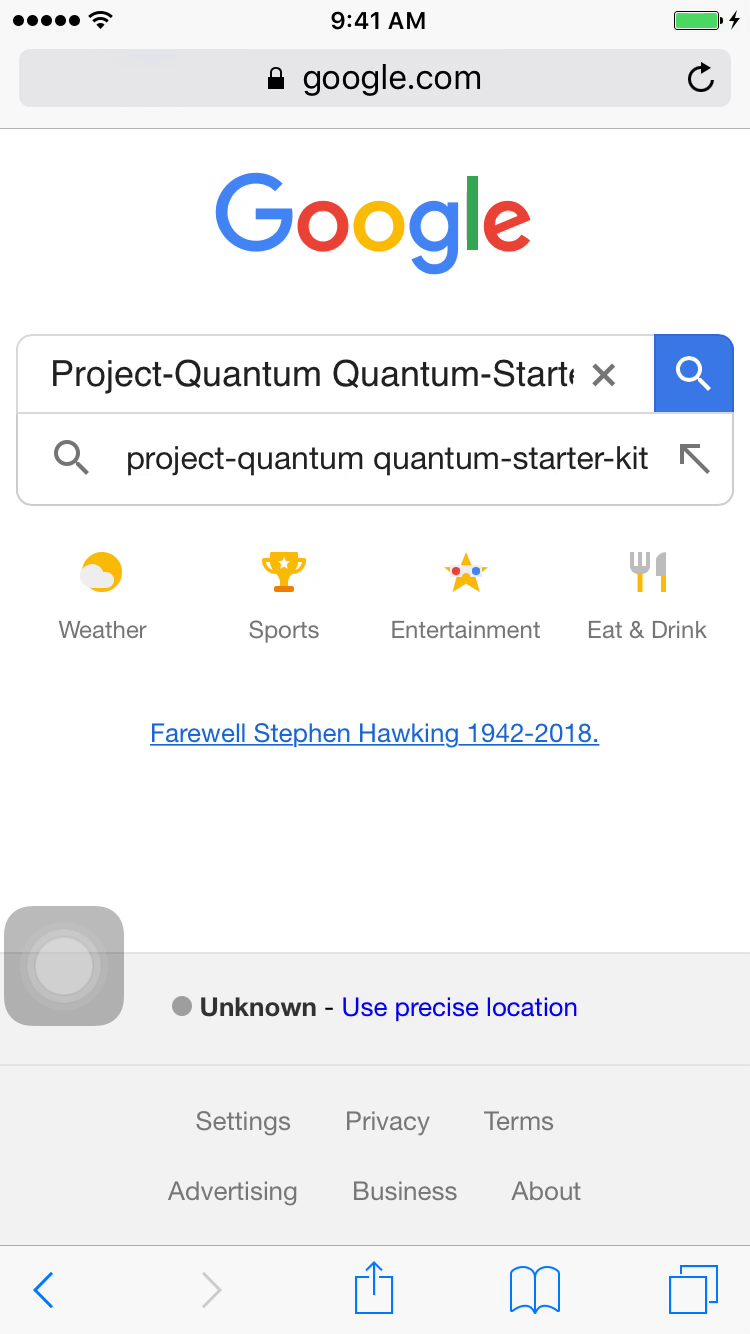 9:41 AM
google.com
Google
Project-Quantum Quantum-Start
project-quantum quantum-starter-kit
Weather Sports Entertainment Eat & Drink
Farewell Stephen Hawking 1942-2018.
Unknown - Use precise location
Settings Privacy Terms
Advertising Business About